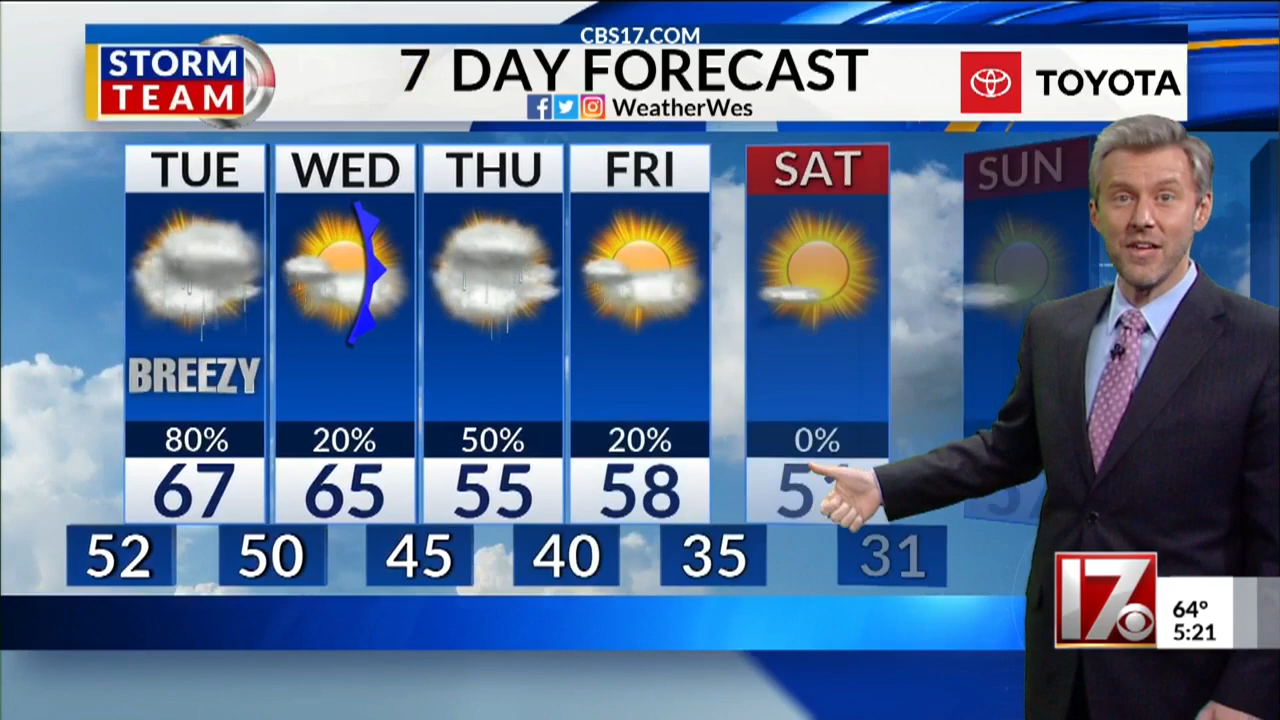 CBS17.COM
STORM
TEAM
7 DAY FORECAST
WeatherWes
TOYOTA
TUE WED THU FRI SAT SUN
BREEZY
80% 20% 50% 20% 0%
67 65 55 58
52 50 45 40 35 31
17
64°
5:21